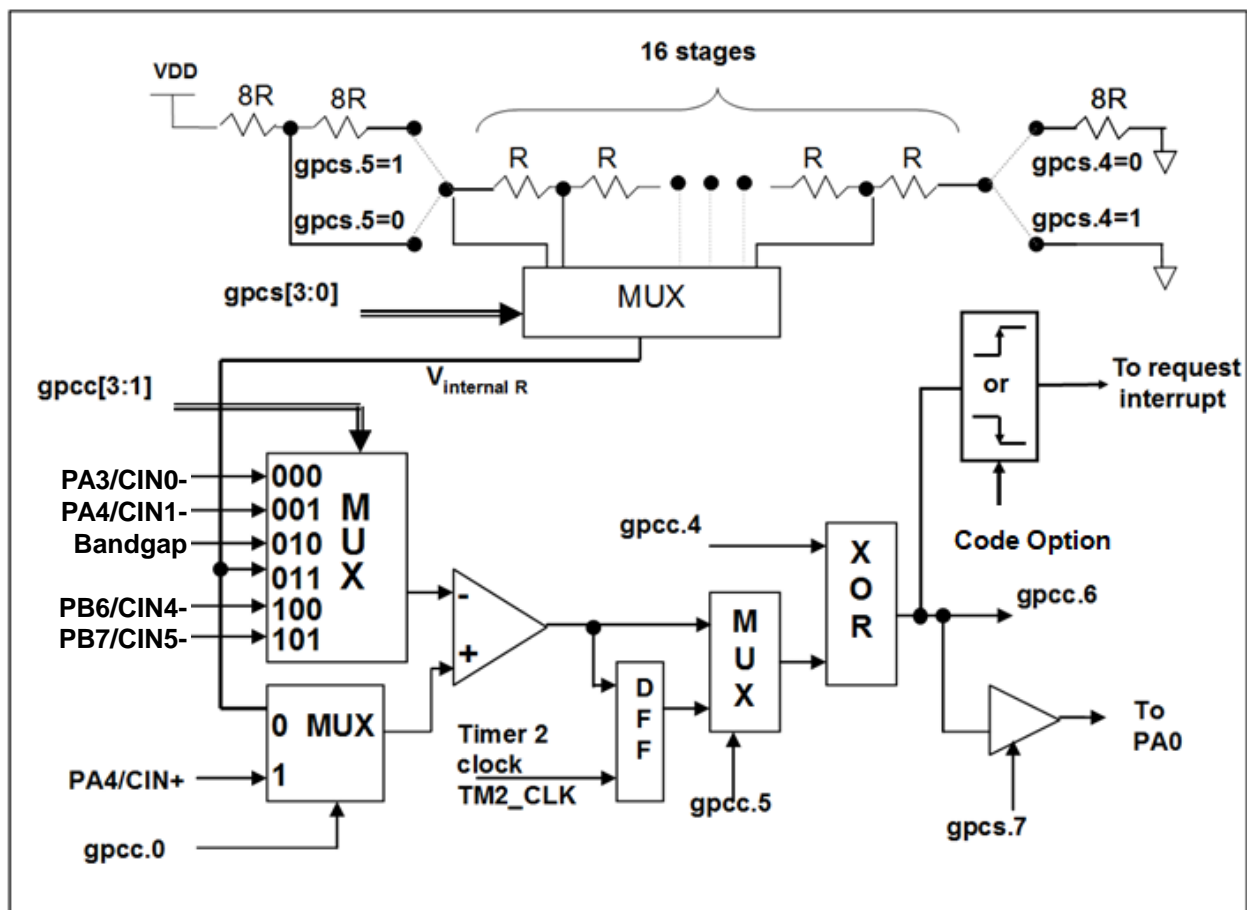 16 stages
VDD
8R
8R
8R
gpcs.5=1
R
R
R
R
gpcs.4=0
gpcs.5=0
gpcs.4=1
gpcs[3:0]
MUX
V internal R
gpcc[3:1]
or
To request
interrupt
PA3/CIN0-
000
PA4/CIN1-
001
Bandgap
010
011
PB6/CIN4-
100
PB7/CIN5-
101
M
U
X
Code Option
gpcc.4
X
O
R
-
+
M
U
X
gpcc.6
D
F
F
0
MUX
1
PA4/CIN+
Timer 2
clock
TM2_CLK
gpcc.5
To
PA0
gpcs.7
gpcc.0